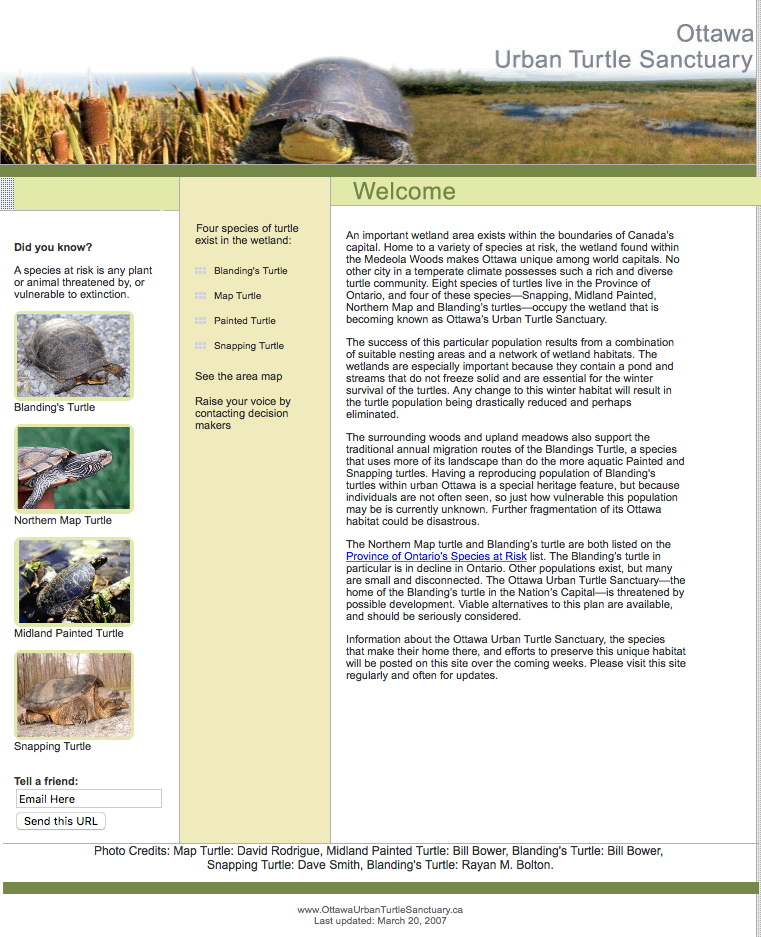 Ottawa
Urban Turtle Sanctuary
Did you know?
A species at risk is any plant
or animal threatened by, or
vulnerable to extinction.
Blanding's Turtle
Northern Map Turtle
Midland Painted Turtle
Snapping Turtle
Tell a friend:
Email Here
Send this URL
Four species of turtle
exist in the wetland:
Blanding's Turtle
Map Turtle
Painted Turtle
Snapping Turtle
See the area map
Raise your voice by
contacting decision
makers
Welcome
An important wetland area exists within the boundaries of Canada's
capital. Home to a variety of species at risk, the wetland found within
the Medeola Woods makes Ottawa unique among world capitals. No
other city in a temperate climate possesses such a rich and diverse
turtle community. Eight species of turtles live in the Province of
Ontario, and four of these species—Snapping, Midland Painted,
Northern Map and Blanding's turtles—occupy the wetland that is
becoming known as Ottawa's Urban Turtle Sanctuary.
The success of this particular population results from a combination
of suitable nesting areas and a network of wetland habitats. The
wetlands are especially important because they contain a pond and
streams that do not freeze solid and are essential for the winter
survival of the turtles. Any change to this winter habitat will result in
the turtle population being drastically reduced and perhaps
eliminated.
The surrounding woods and upland meadows also support the
traditional annual migration routes of the Blandings Turtle, a species
that uses more of its landscape than do the more aquatic Painted and
Snapping turtles. Having a reproducing population of Blanding's
turtles within urban Ottawa is a special heritage feature, but because
individuals are not often seen, so just how vulnerable this population
may be is currently unknown. Further fragmentation of its Ottawa
habitat could be disastrous.
The Northern Map turtle and Blanding's turtle are both listed on the
Province of Ontario's Species at Risk list. The Blanding's turtle in
particular is in decline in Ontario. Other populations exist, but many
are small and disconnected. The Ottawa Urban Turtle Sanctuary—the
home of the Blanding's turtle in the Nation's Capital—is threatened by
possible development. Viable alternatives to this plan are available,
and should be seriously considered.
Information about the Ottawa Urban Turtle Sanctuary, the species
that make their home there, and efforts to preserve this unique habitat
will be posted on this site over the coming weeks. Please visit this site
regularly and often for updates.
Photo Credits: Map Turtle: David Rodrigue, Midland Painted Turtle: Bill Bower, Blanding's Turtle: Bill Bower,
Snapping Turtle: Dave Smith, Blanding's Turtle: Rayan M. Bolton.
www.OttawaUrbanTurtleSanctuary.ca
Last updated: March 20, 2007